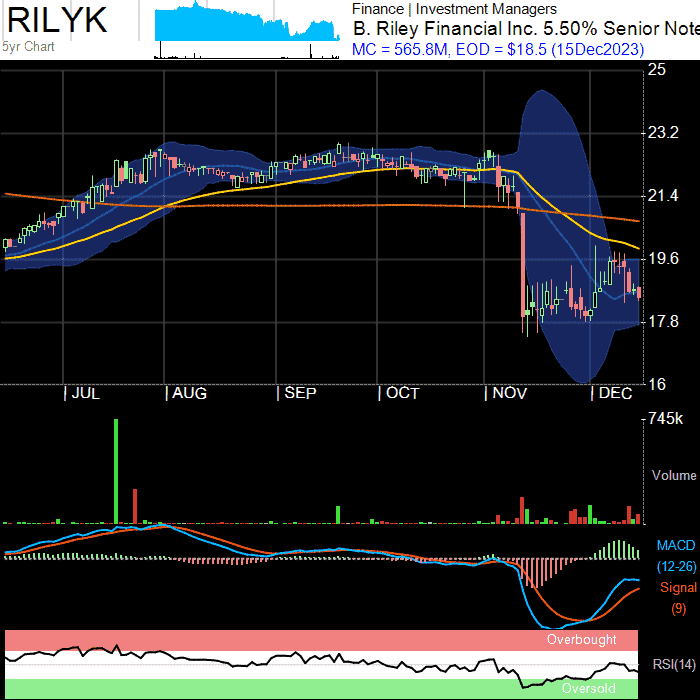 RILYK
5yr Chart
Finance | Investment Managers
B. Riley Financial Inc. 5.50% Senior Note
MC = 565.8M, EOD = $18.5 (15Dec2023)
25
23.2
21.4
19.6
17.8
16
JUL AUG SEP OCT NOV DEC
745k
Volume
MACD
(12-26)
Signal
(9)
Overbought
RSI(14)
Oversold